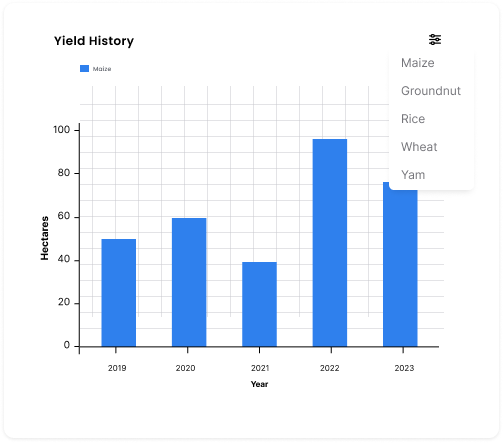 Yield History
Maize
Maize
Groundnut
Rice
Wheat
Yam
100
80
60
40
20
0
Hectares
2019 2020 2021 2022 2023
Year